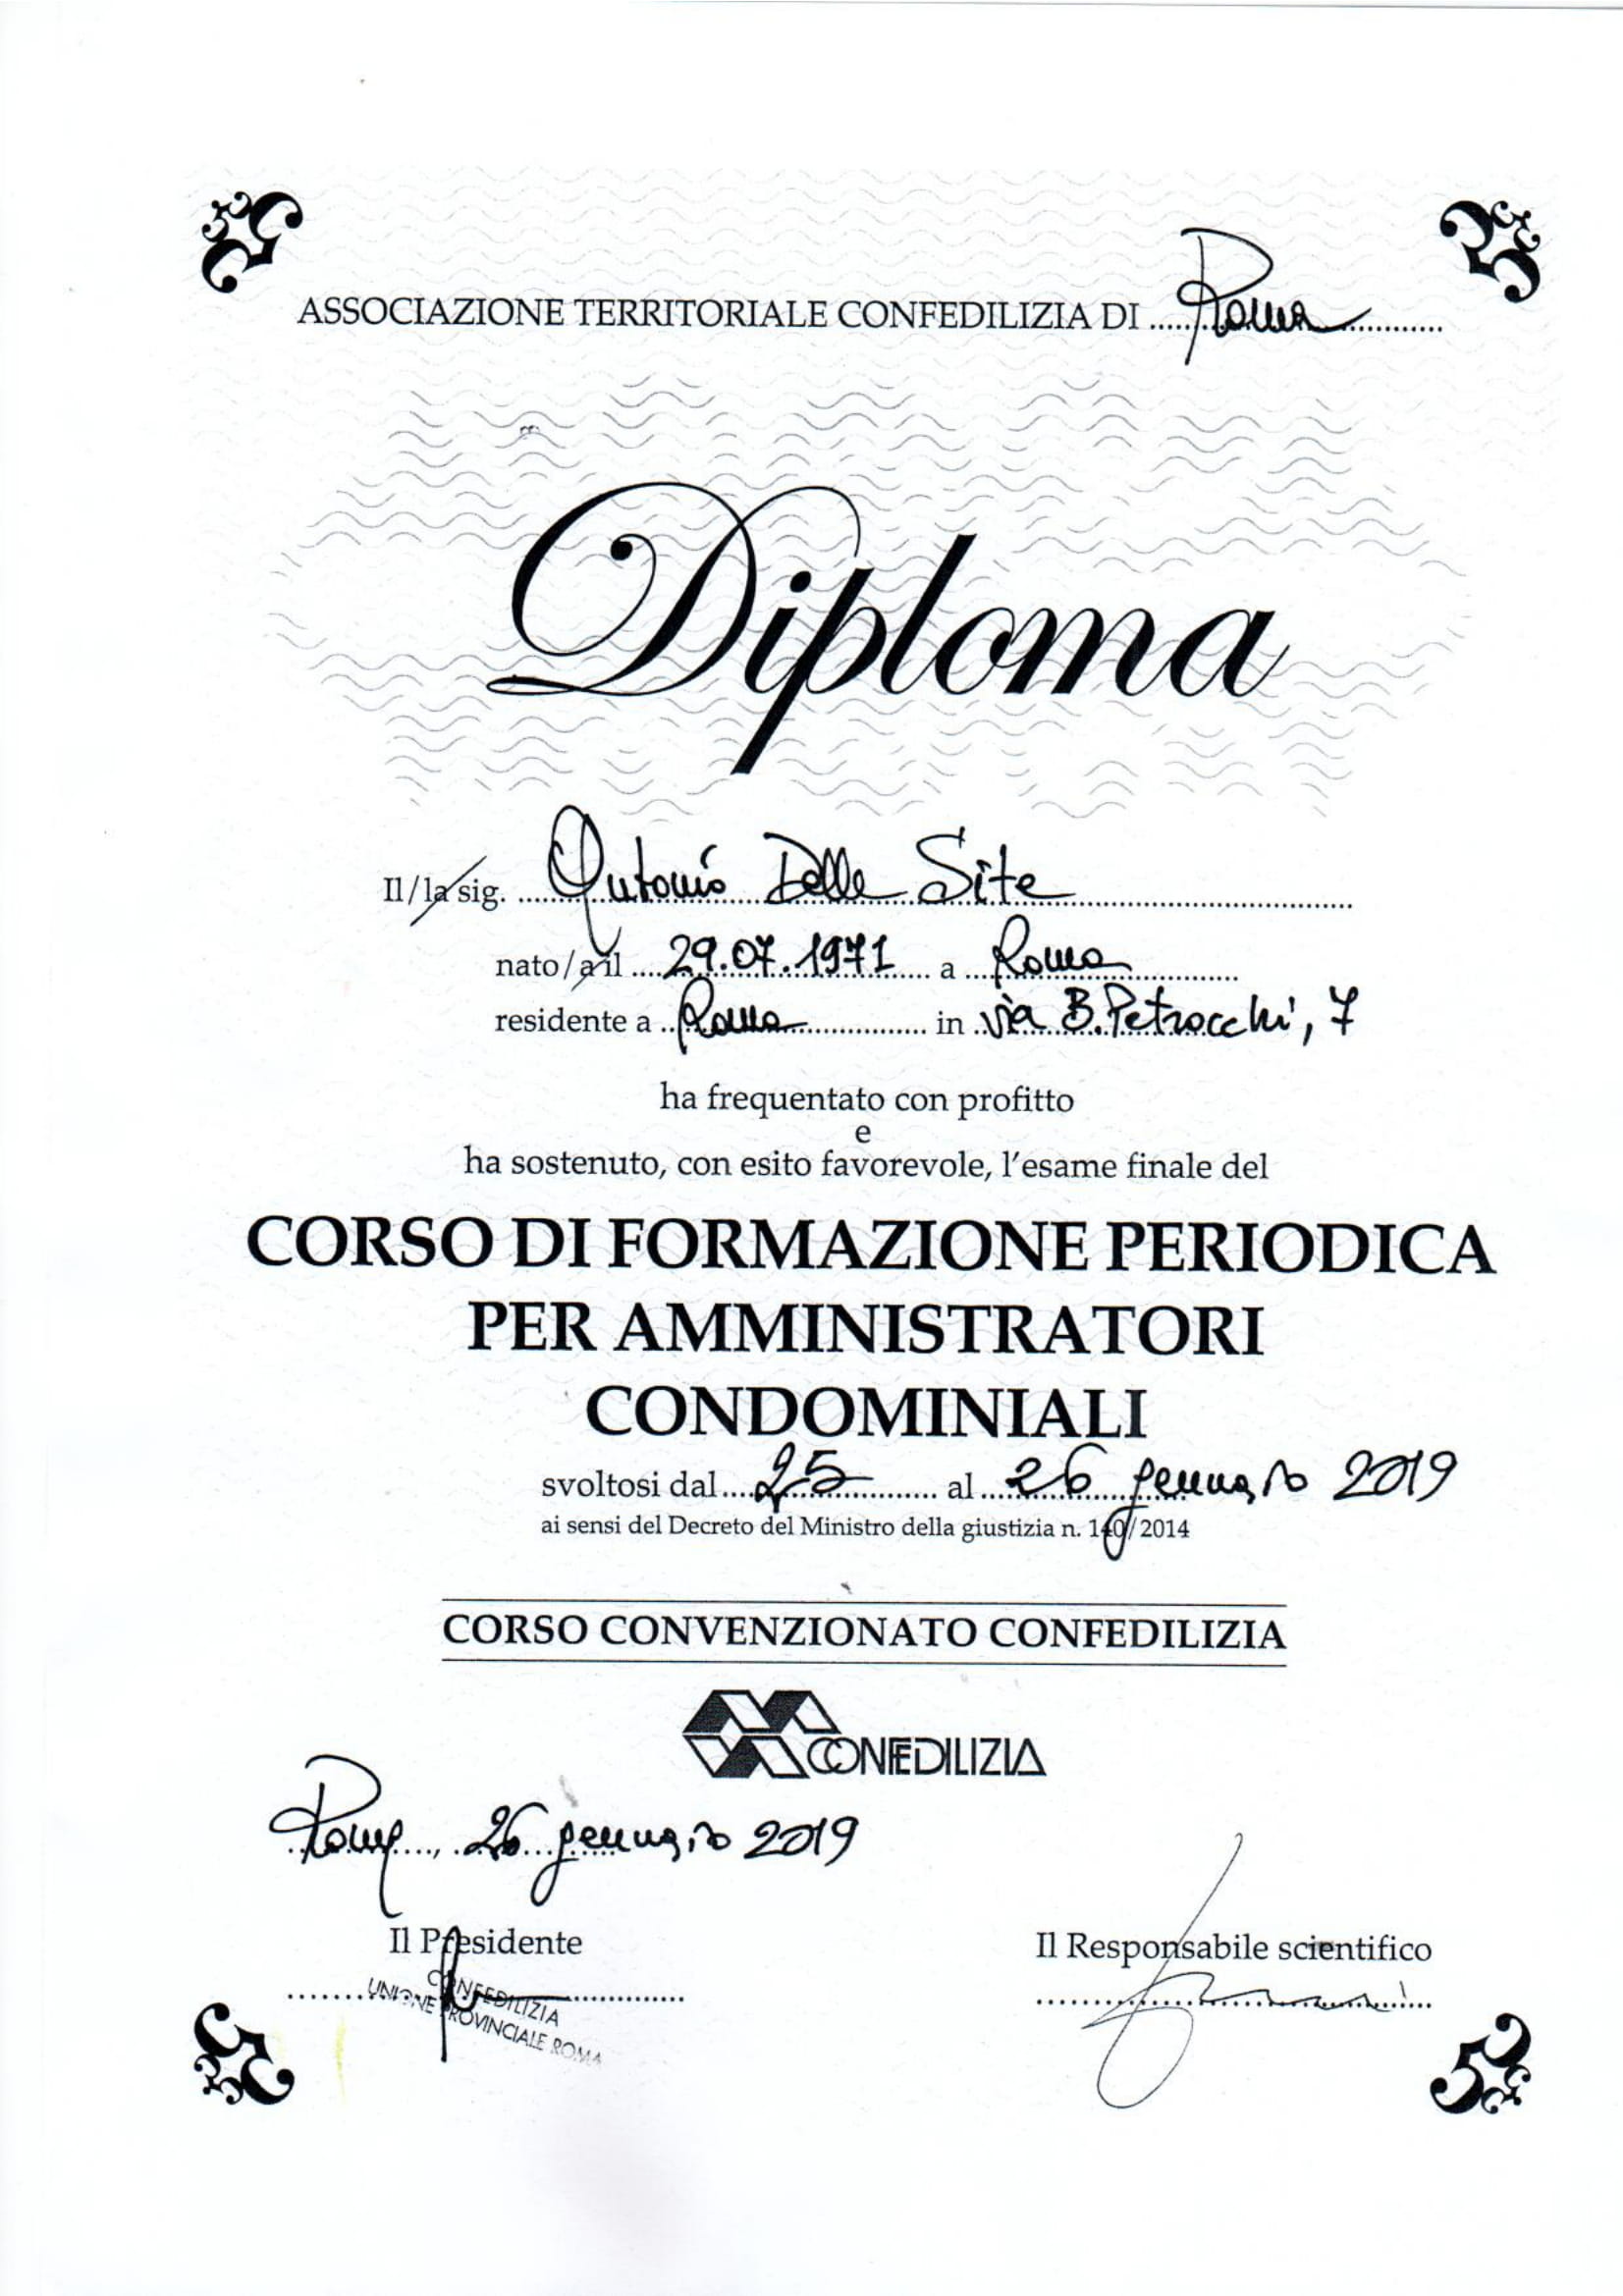 ASSOCIAZIONE TERRITORIALE CONFEDILIZIA DI Roma
Diploma
Il/la sig. Antonio Delle Site
nato/a il 29.07.1971 a Roma
residente a Roma in via B. Petrocchi, 7
ha frequentato con profitto
e
ha sostenuto, con esito favorevole, l'esame finale del
CORSO DI FORMAZIONE PERIODICA
PER AMMINISTRATORI
CONDOMINIALI
svoltosi dal 25 al 26 gennaio 2019
ai sensi del Decreto del Ministro della giustizia n. 140/2014
CORSO CONVENZIONATO CONFEDILIZIA
CONFEDILIZIA
Roma, 26 gennaio 2019
Il Presidente
Il Responsabile scientifico
CONFEDILIZIA
UNIONE PROVINCIALE ROMA